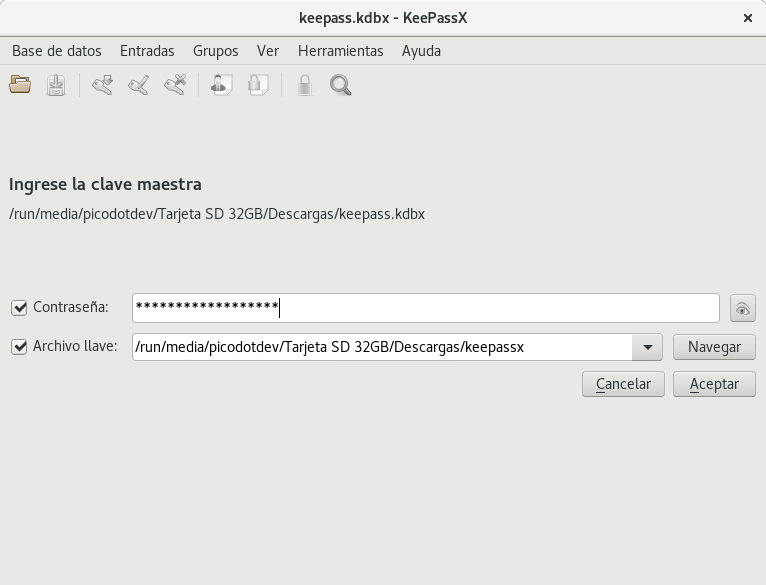 keepass.kdbx - KeePassX
Base de datos Entradas Grupos Ver Herramientas Ayuda
Ingrese la clave maestra
/run/media/picodotdev/Tarjeta SD 32GB/Descargas/keepass.kdbx
Contraseña: ******************
Archivo llave: /run/media/picodotdev/Tarjeta SD 32GB/Descargas/keepassx Navegar
Cancelar Aceptar